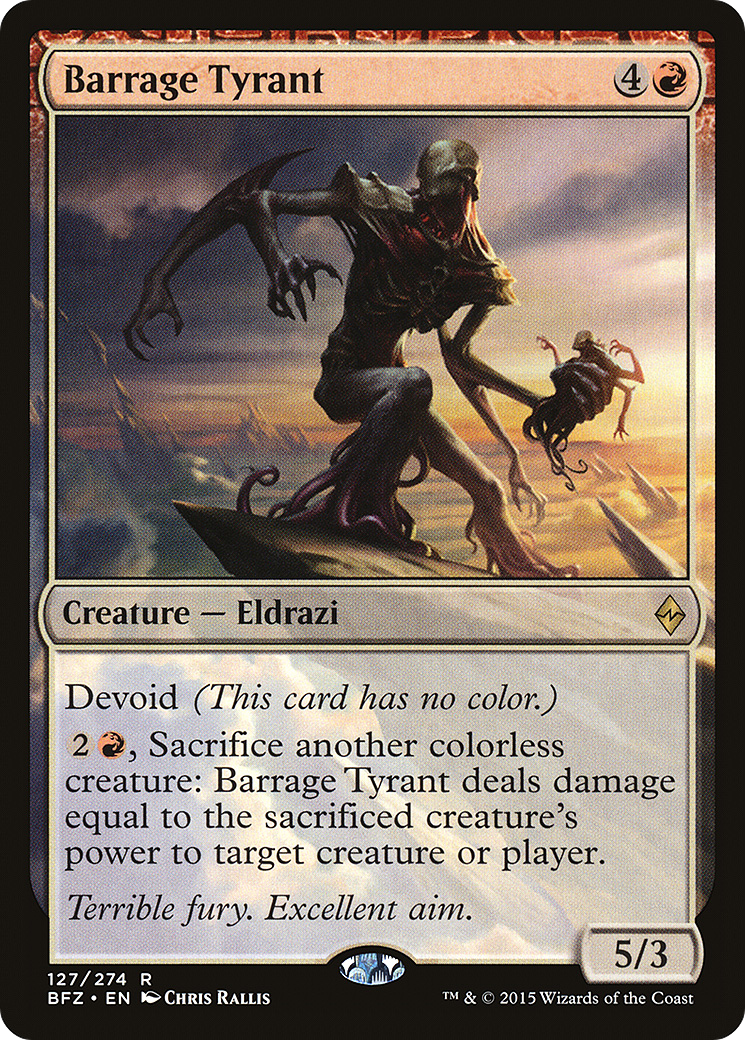 Barrage Tyrant 4
Creature — Eldrazi
Devoid (This card has no color.)
2, Sacrifice another colorless
creature: Barrage Tyrant deals damage
equal to the sacrificed creature's
power to target creature or player.
Terrible fury. Excellent aim.
5/3
127/274 R
BFZ • EN Chris Rallis ™ & © 2015 Wizards of the Coast